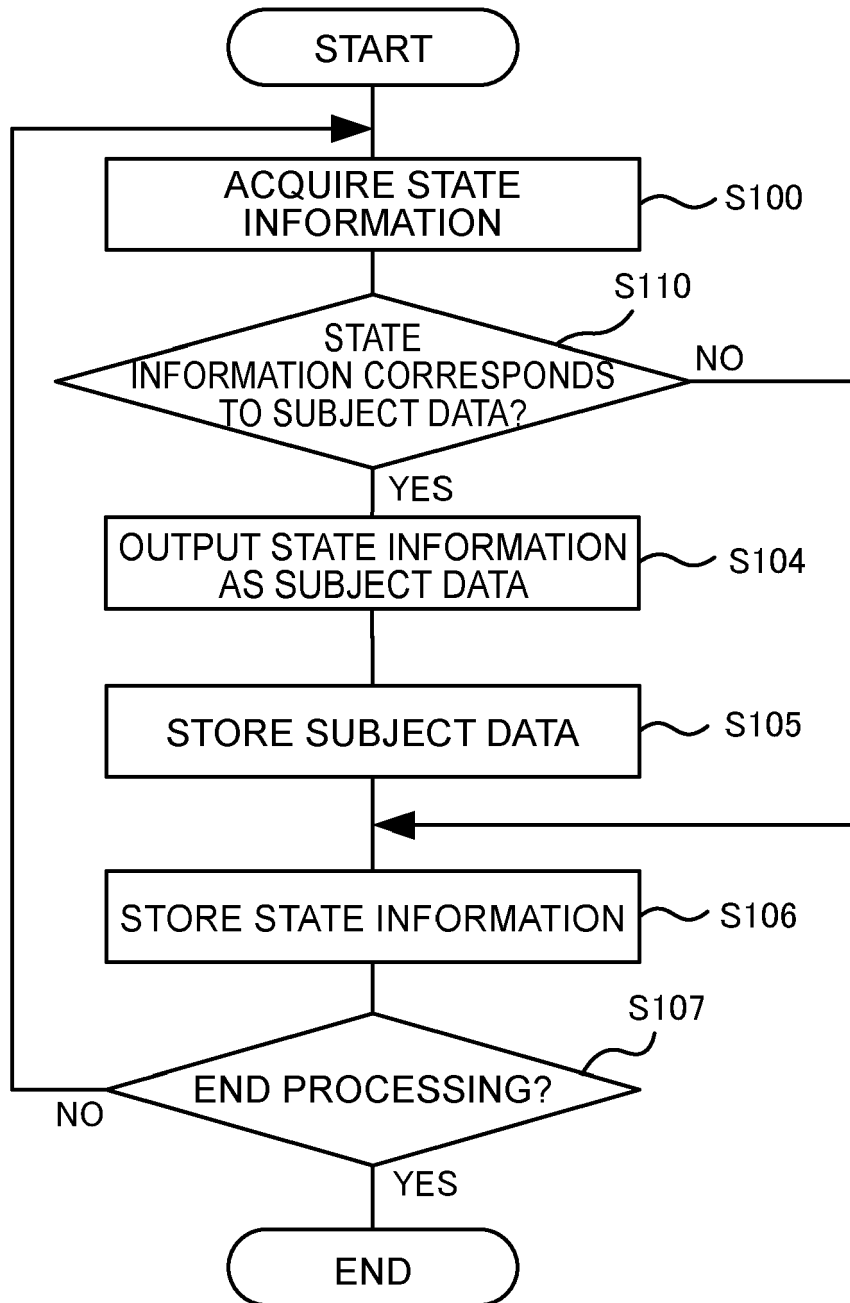 START
ACQUIRE STATE
INFORMATION
S100
S110
STATE
INFORMATION CORRESPONDS
TO SUBJECT DATA?
NO
YES
OUTPUT STATE INFORMATION
AS SUBJECT DATA
S104
STORE SUBJECT DATA
S105
STORE STATE INFORMATION
S106
S107
END PROCESSING?
NO
YES
END